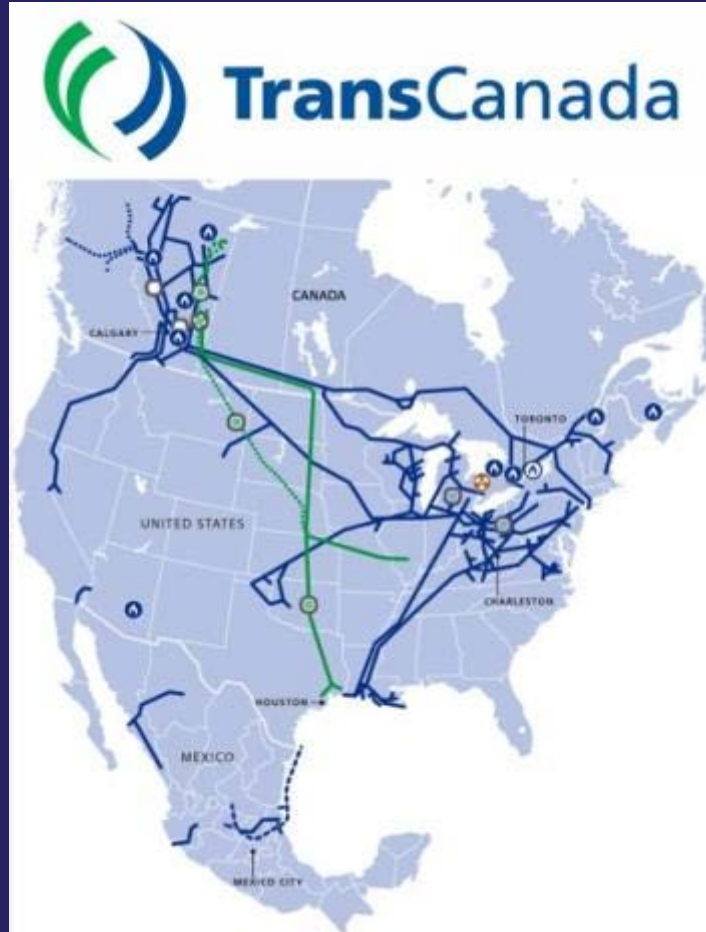 TransCanada
CANADA
CALGARY
TORONTO
UNITED STATES
CHARLESTON
HOUSTON
MEXICO
MEXICO CITY